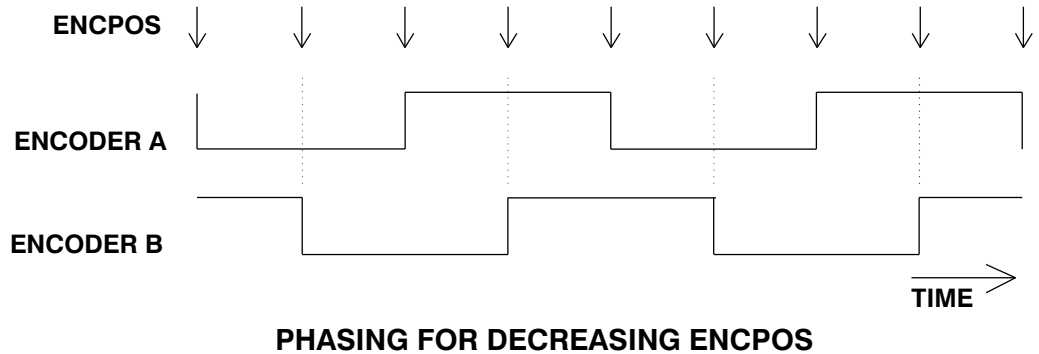 ENCPOS
ENCODER A
ENCODER B
TIME
PHASING FOR DECREASING ENCPOS